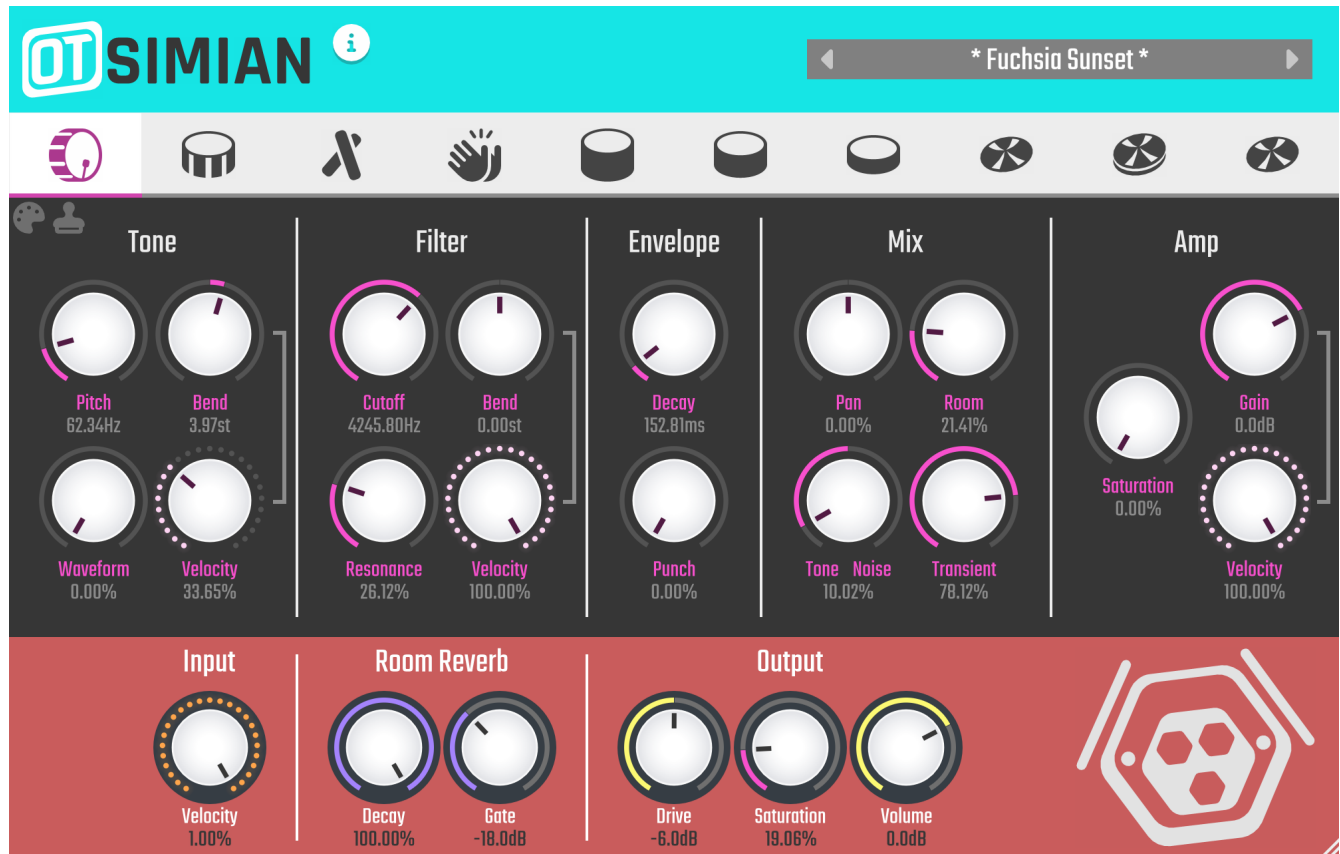 OT SIMIAN i
* Fuchsia Sunset *
Tone
Filter
Envelope
Mix
Amp
Pitch
62.34Hz
Bend
3.97st
Cutoff
4245.80Hz
Bend
0.00st
Decay
152.81ms
Pan
0.00%
Room
21.41%
Gain
0.0dB
Saturation
0.00%
Waveform
0.00%
Velocity
33.65%
Resonance
26.12%
Velocity
100.00%
Punch
0.00%
Tone Noise
10.02%
Transient
78.12%
Velocity
100.00%
Input
Room Reverb
Output
Velocity
1.00%
Decay
100.00%
Gate
-18.0dB
Drive
-6.0dB
Saturation
19.06%
Volume
0.0dB